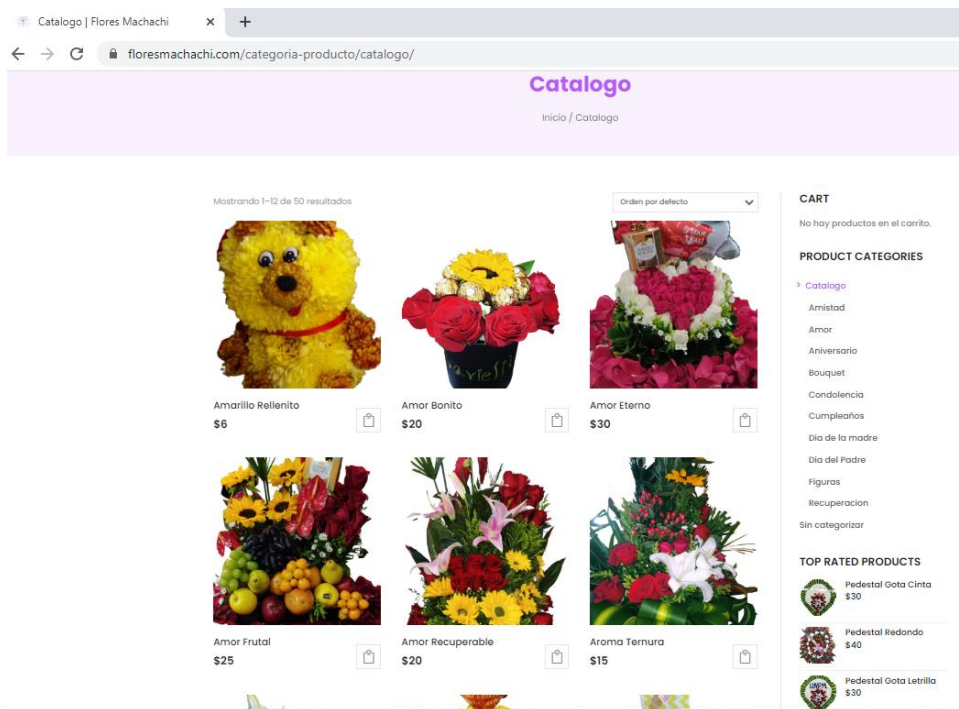 Catalogo | Flores Machachi
floresmachachi.com/categoria-producto/catalogo/
Catalogo
Inicio / Catalogo
Mostrando 1–12 de 50 resultados
Orden por defecto
Amarillo Rellenito
$6
Amor Bonito
$20
Amor Eterno
$30
Amor Frutal
$25
Amor Recuperable
$20
Aroma Ternura
$15
CART
No hay productos en el carrito.
PRODUCT CATEGORIES
Catalogo
Amistad
Amor
Aniversario
Bouquet
Condolencia
Cumpleaños
Dia de la madre
Dia del Padre
Figuras
Recuperacion
Sin categorizar
TOP RATED PRODUCTS
Pedestal Gota Cinta
$30
Pedestal Redondo
$40
Pedestal Gota Letrilla
$30